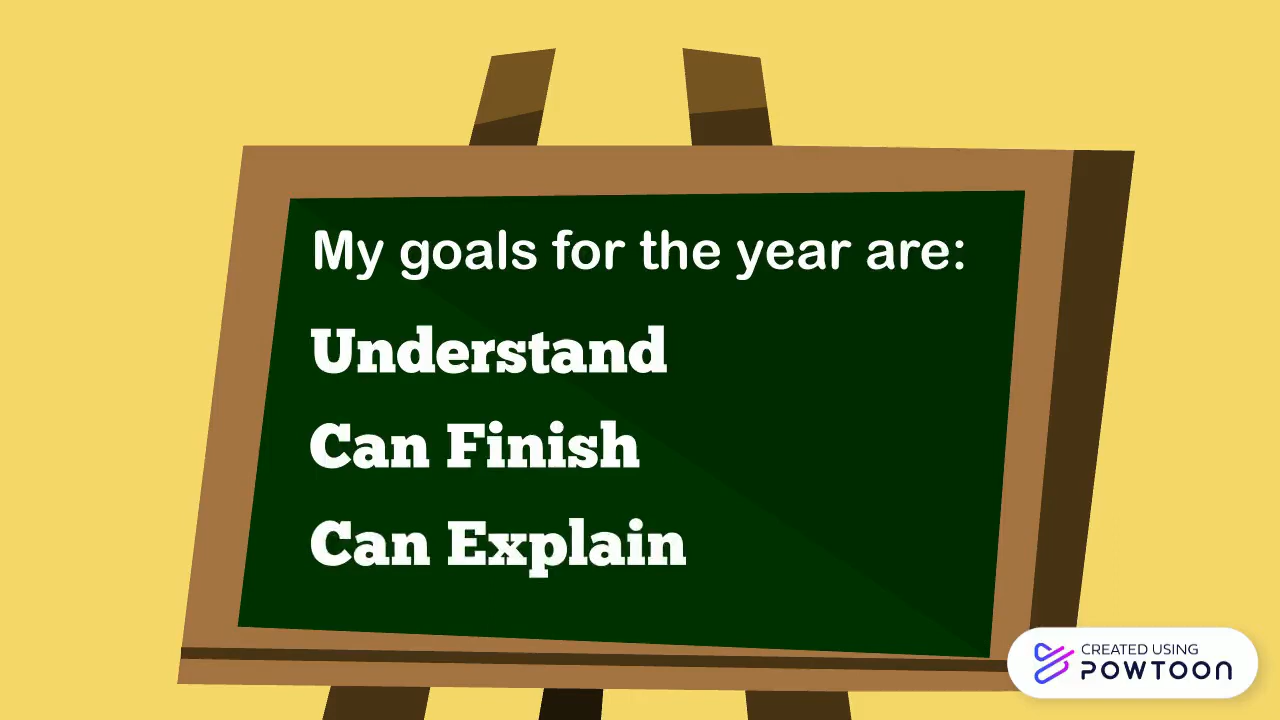 My goals for the year are:
Understand
Can Finish
Can Explain
CREATED USING
POWTOON